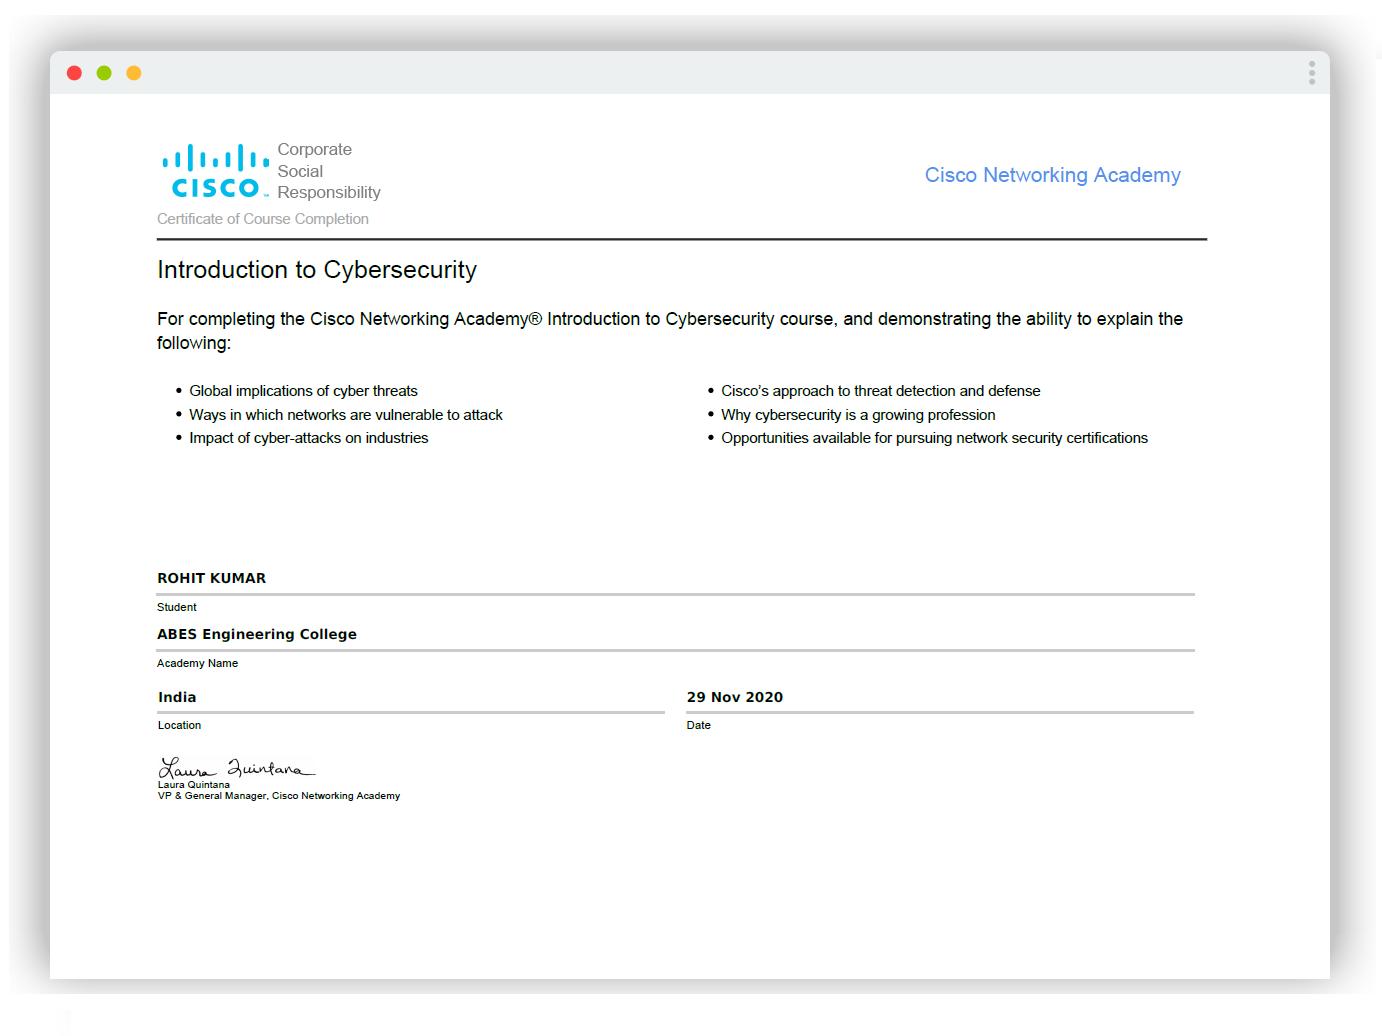 Corporate
Social
Responsibility
CISCO™
Cisco Networking Academy
Certificate of Course Completion
Introduction to Cybersecurity
For completing the Cisco Networking Academy® Introduction to Cybersecurity course, and demonstrating the ability to explain the
following:
• Global implications of cyber threats
• Ways in which networks are vulnerable to attack
• Impact of cyber-attacks on industries
• Cisco's approach to threat detection and defense
• Why cybersecurity is a growing profession
• Opportunities available for pursuing network security certifications
ROHIT KUMAR
Student
ABES Engineering College
Academy Name
India
Location
29 Nov 2020
Date
Laura Quintana
Laura Quintana
VP & General Manager, Cisco Networking Academy